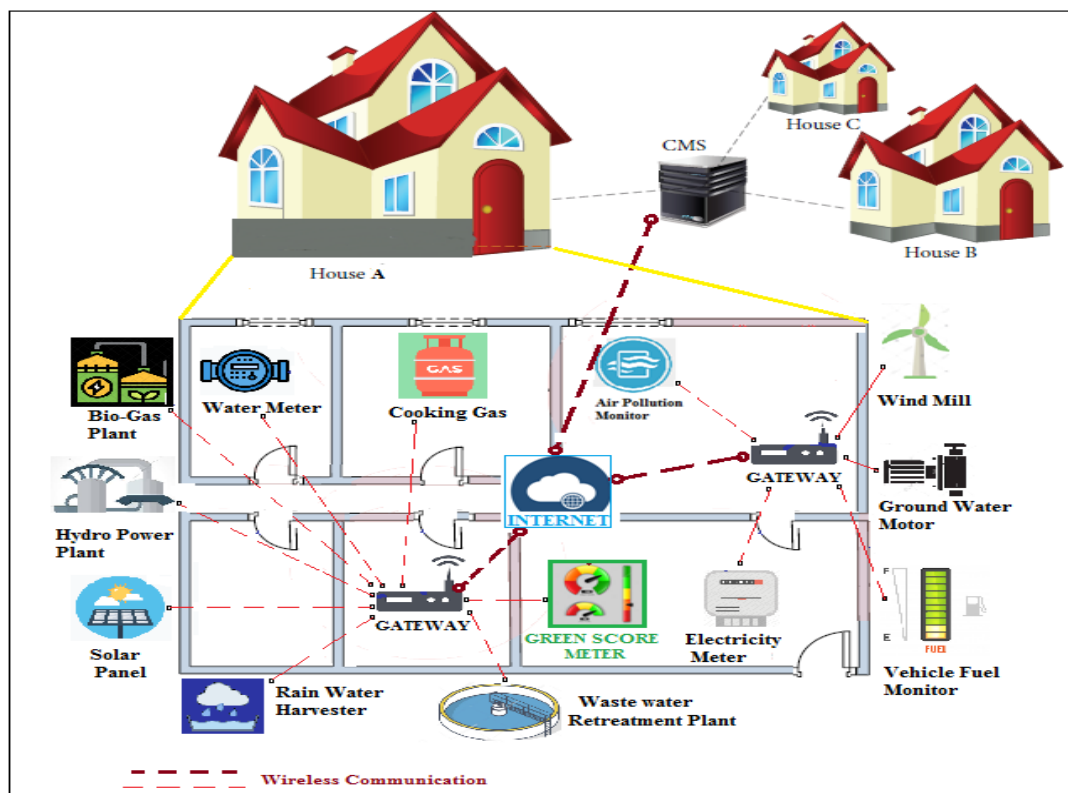 House C
CMS
House B
House A
GAS
Bio-Gas
Plant
Water Meter
Cooking Gas
Air Pollution
Monitor
Wind Mill
GATEWAY
Ground Water
Motor
Hydro Power
Plant
INTERNET
Solar
Panel
GATEWAY
GREEN SCORE
METER
Electricity
Meter
F
E
FUEL
Vehicle Fuel
Monitor
Rain Water
Harvester
Waste water
Retreatment Plant
Wireless Communication